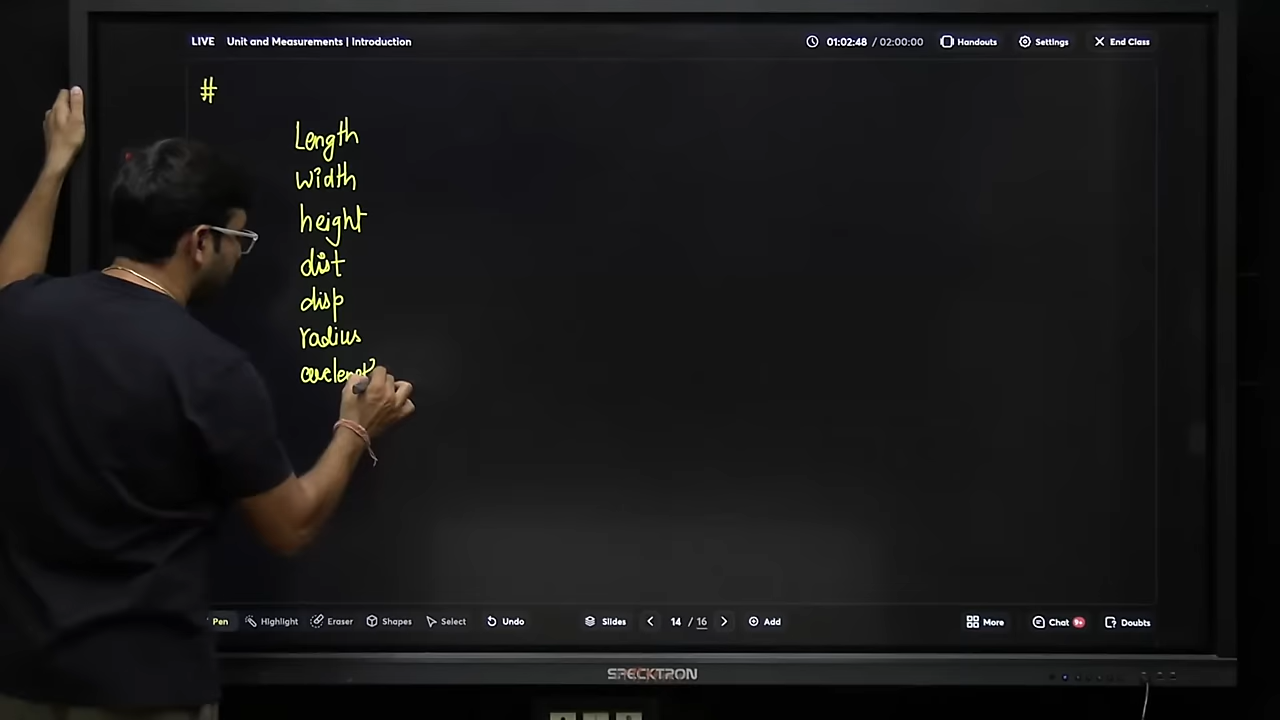 LIVE Unit and Measurements | Introduction 01:02:48 / 02:00:00 Handouts Settings End Class
#
Length
width
height
dist
disp
radius
Pen Highlight Eraser Shapes Select Undo Slides 14 / 16 Add More Chat 9+ Doubts
SPECKTRON